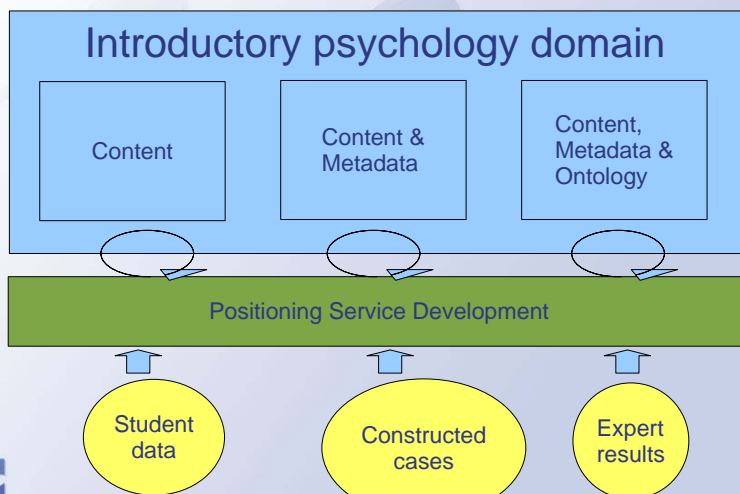 Introductory psychology domain
Content
Content &
Metadata
Content,
Metadata &
Ontology
Positioning Service Development
Student
data
Constructed
cases
Expert
results